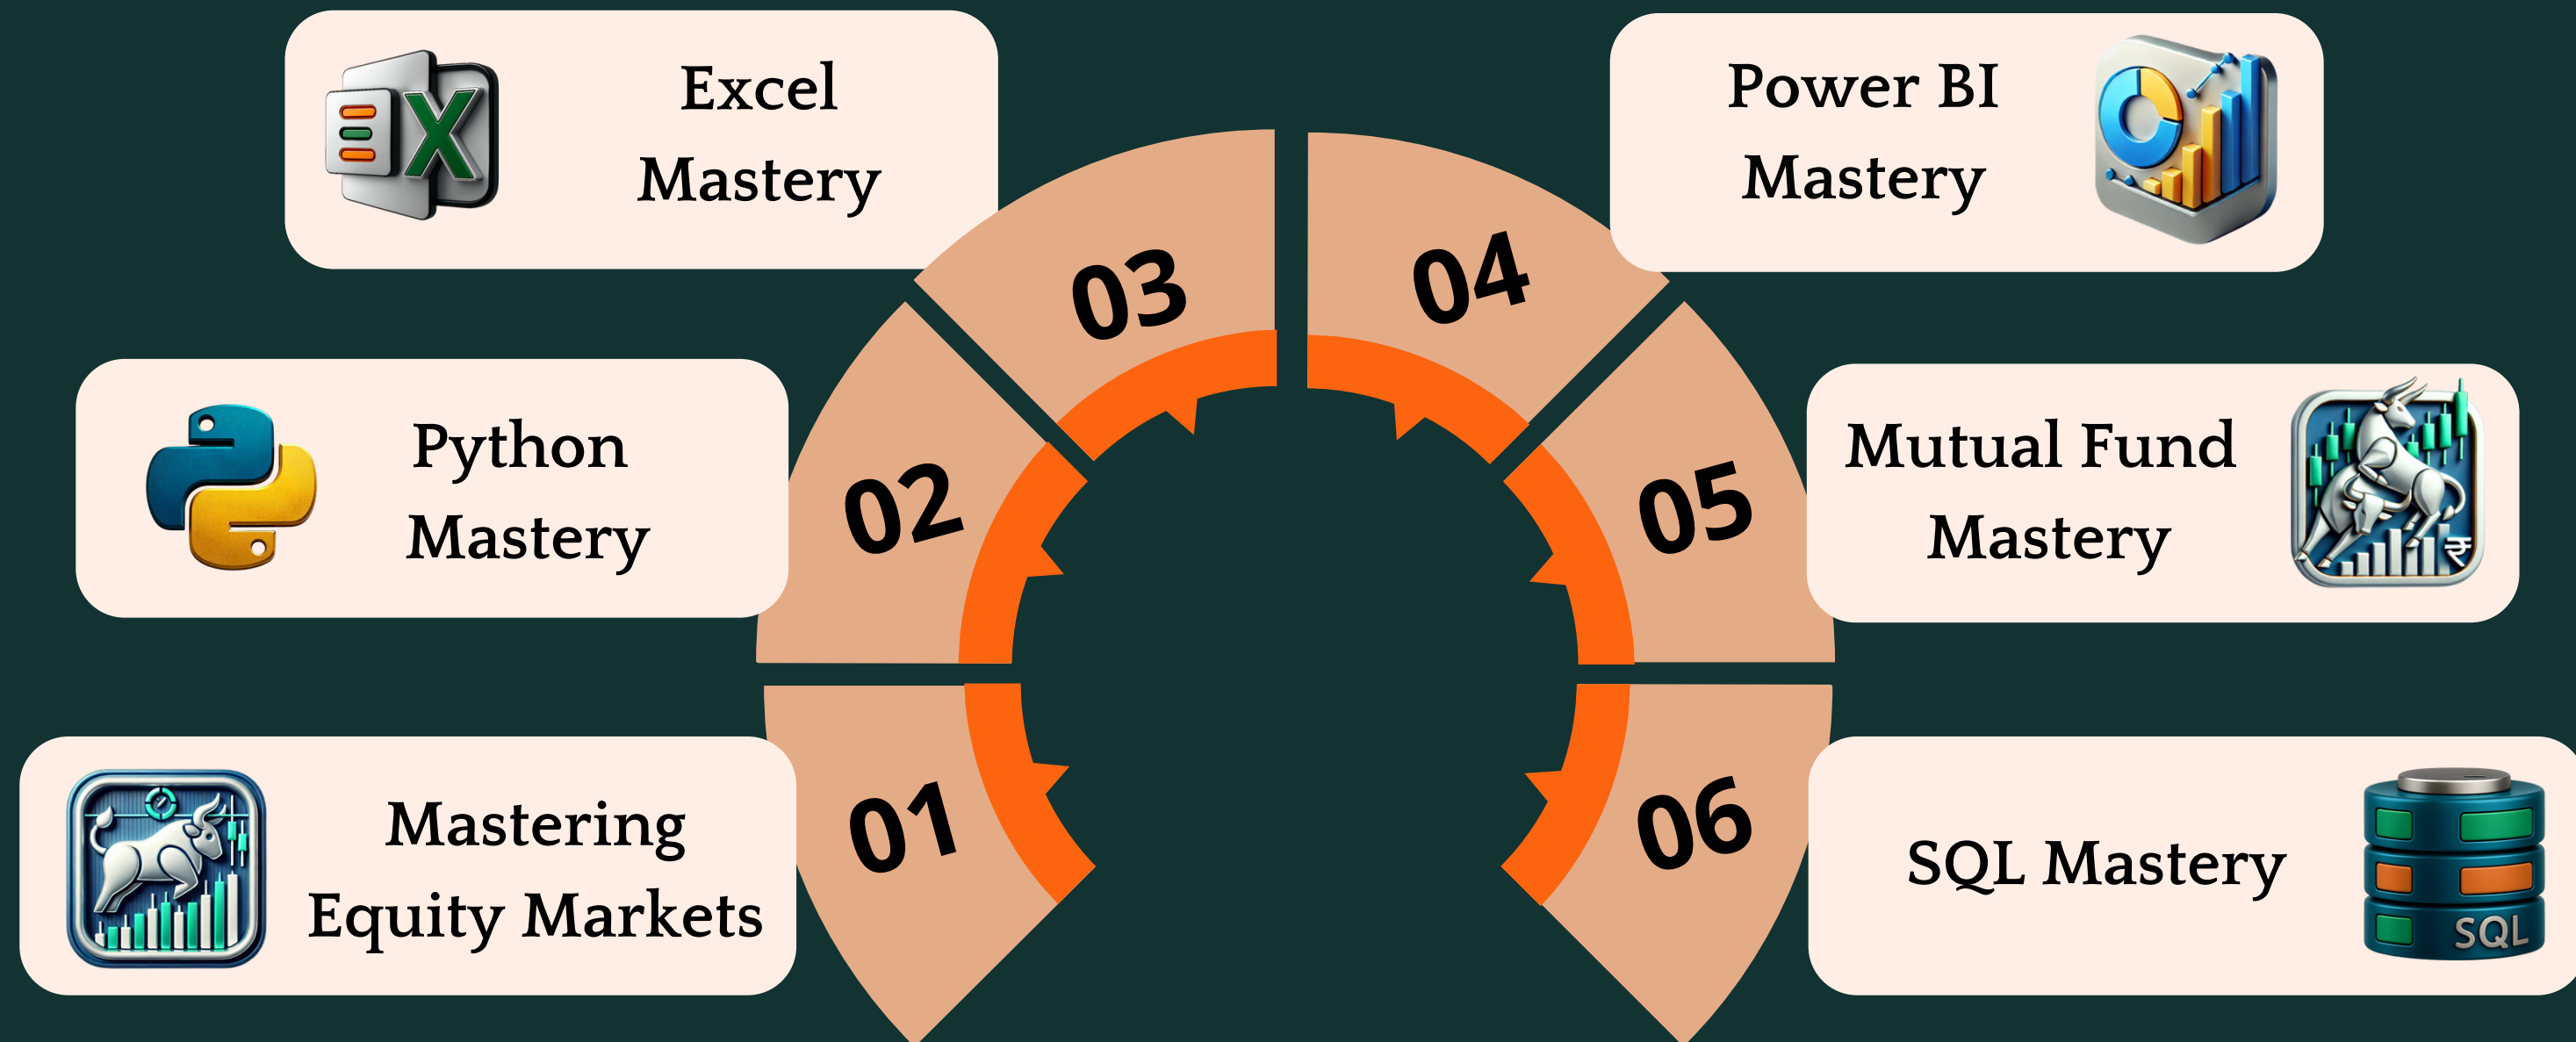 Excel
Mastery
03
04
Power BI
Mastery
Python
Mastery
02
05
Mutual Fund
Mastery
₹
Mastering
Equity Markets
01
06
SQL Mastery
SQL